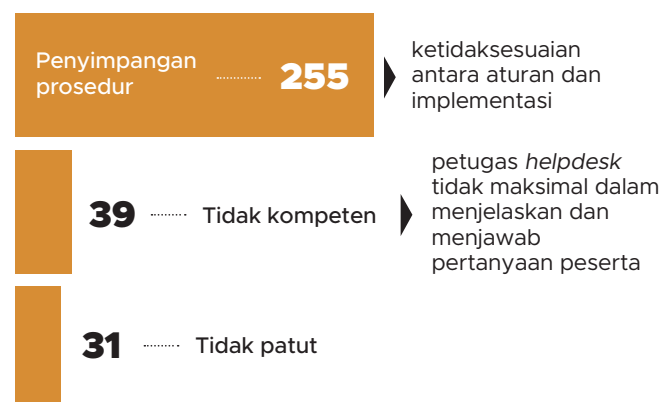 Penyimpangan
prosedur ............ 255
ketidaksesuaian
antara aturan dan
implementasi
39 .......... Tidak kompeten
petugas helpdesk
tidak maksimal dalam
menjelaskan dan
menjawab
pertanyaan peserta
31 .......... Tidak patut